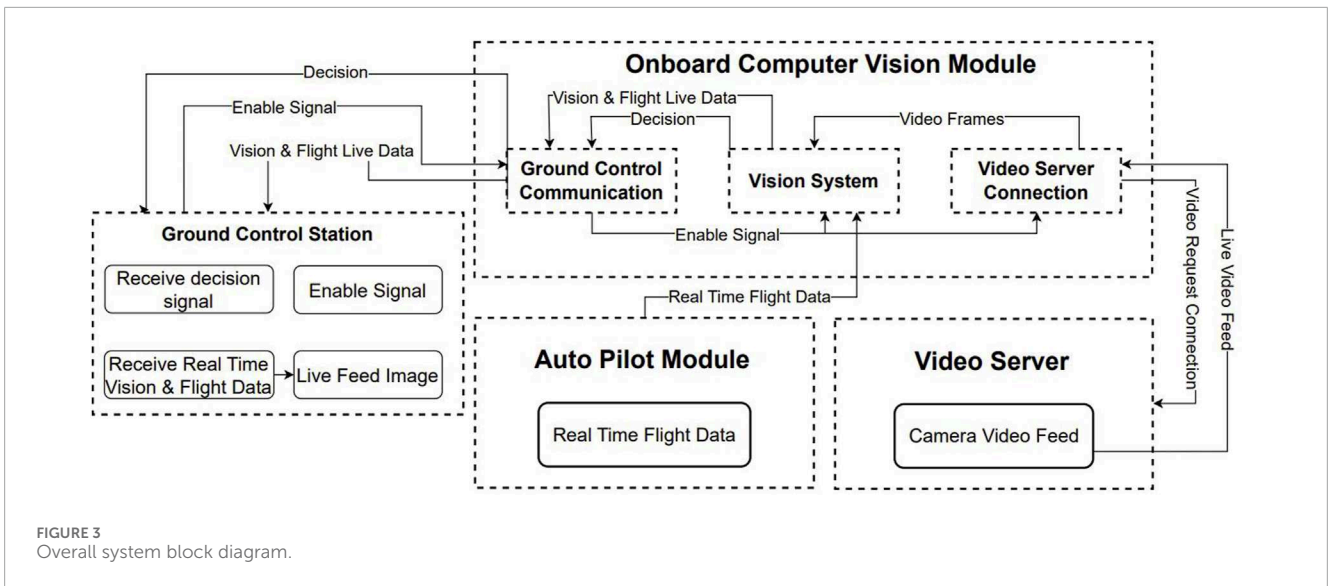 Onboard Computer Vision Module
Decision
Enable Signal
Vision & Flight Live Data
Vision & Flight Live Data
Decision
Video Frames
Ground Control
Communication
Vision System
Video Server
Connection
Enable Signal
Video Request Connection
Live Video Feed
Ground Control Station
Receive decision
signal
Enable Signal
Receive Real Time
Vision & Flight Data
Live Feed Image
Real Time Flight Data
Auto Pilot Module
Real Time Flight Data
Video Server
Camera Video Feed
FIGURE 3
Overall system block diagram.